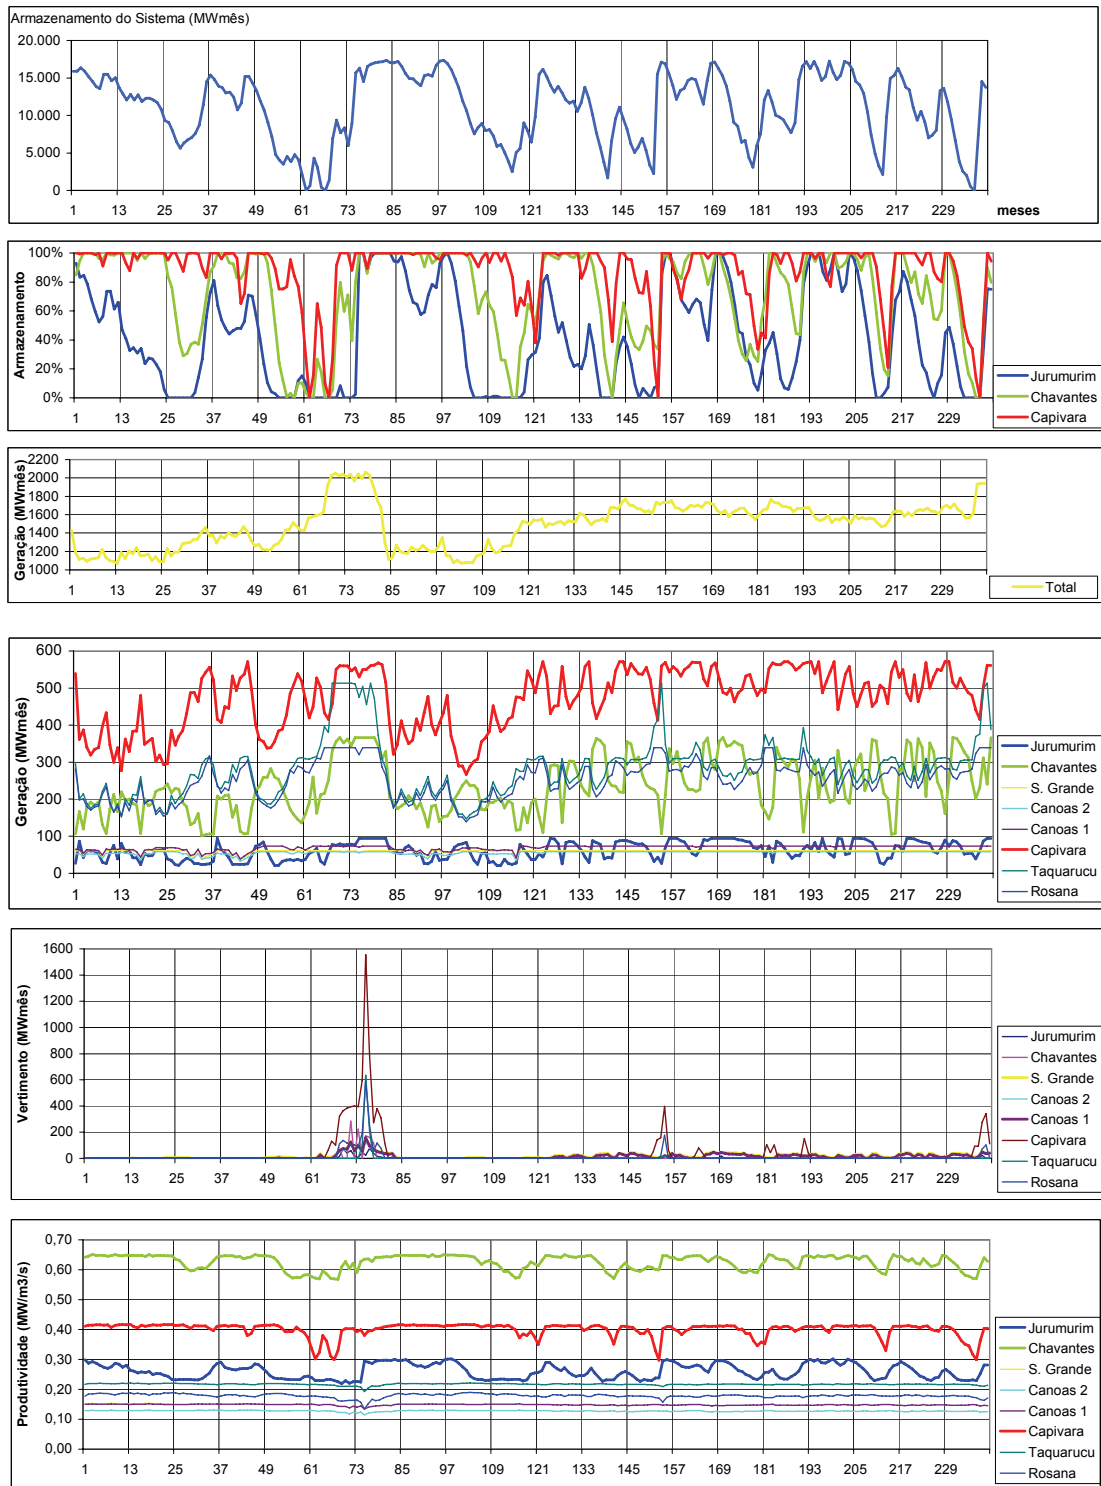 Armazenamento do Sistema (MWmês)
20.000
15.000
10.000
5.000
0
1 13 25 37 49 61 73 85 97 109 121 133 145 157 169 181 193 205 217 229 meses
Armazenamento
100%
80%
60%
40%
20%
0%
1 13 25 37 49 61 73 85 97 109 121 133 145 157 169 181 193 205 217 229
Jurumurim
Chavantes
Capivara
Geração (MWmês)
2200
2000
1800
1600
1400
1200
1000
1 13 25 37 49 61 73 85 97 109 121 133 145 157 169 181 193 205 217 229
Total
Geração (MWmês)
600
500
400
300
200
100
0
1 13 25 37 49 61 73 85 97 109 121 133 145 157 169 181 193 205 217 229
Jurumurim
Chavantes
S. Grande
Canoas 2
Canoas 1
Capivara
Taquarucu
Rosana
Vertimento (MWmês)
1600
1400
1200
1000
800
600
400
200
0
1 13 25 37 49 61 73 85 97 109 121 133 145 157 169 181 193 205 217 229
Jurumurim
Chavantes
S. Grande
Canoas 2
Canoas 1
Capivara
Taquarucu
Rosana
Produtividade (MW/m3/s)
0,70
0,60
0,50
0,40
0,30
0,20
0,10
0,00
1 13 25 37 49 61 73 85 97 109 121 133 145 157 169 181 193 205 217 229
Jurumurim
Chavantes
S. Grande
Canoas 2
Canoas 1
Capivara
Taquarucu
Rosana